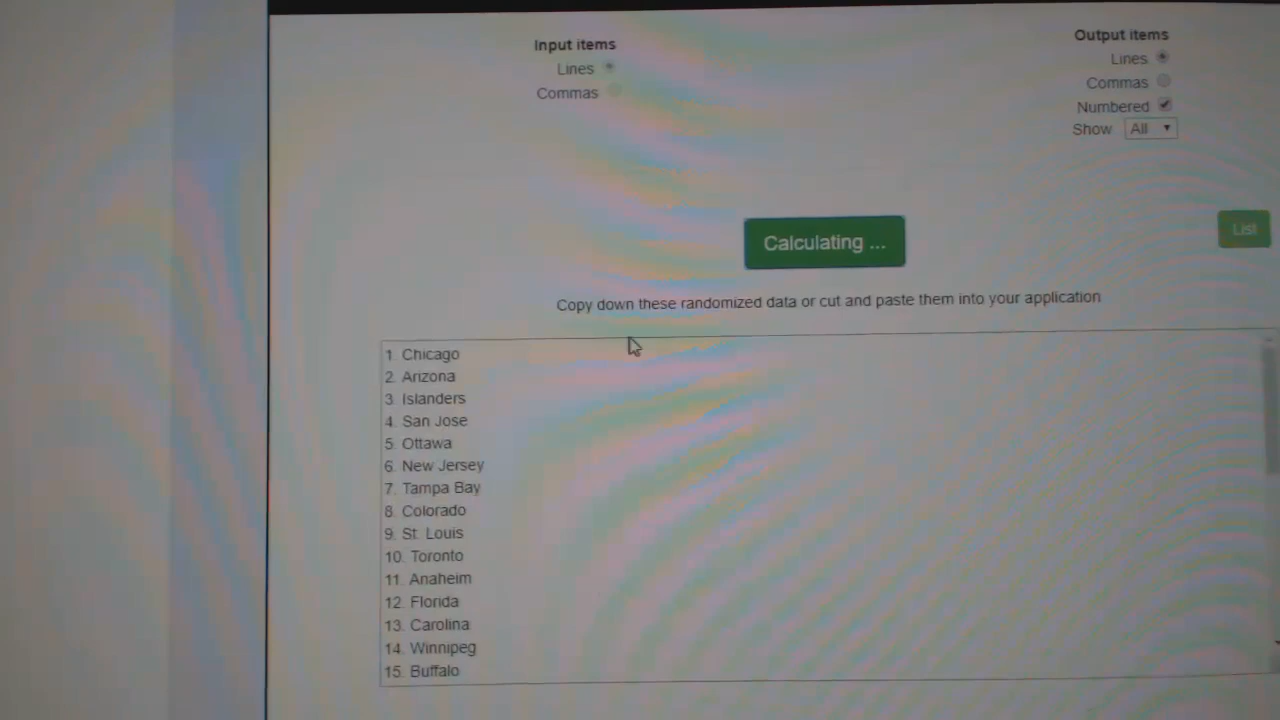 Input items
Lines
Commas
Output items
Lines
Commas
Numbered
Show All
Calculating ...
List
Copy down these randomized data or cut and paste them into your application
1. Chicago
2. Arizona
3. Islanders
4. San Jose
5. Ottawa
6. New Jersey
7. Tampa Bay
8. Colorado
9. St. Louis
10. Toronto
11. Anaheim
12. Florida
13. Carolina
14. Winnipeg
15. Buffalo